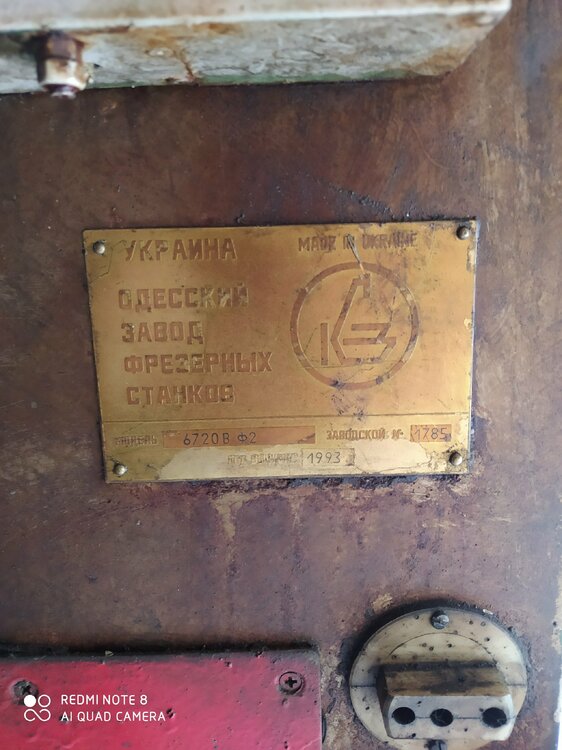 УКРАИНА
MADE IN UKRAINE
ОДЕССКИЙ
ЗАВОД
ФРЕЗЕРНЫХ
СТАНКОВ
МОДЕЛЬ 6720В Ф2 ЗАВОДСКОЙ № 1785
1993
REDMI NOTE 8
AI QUAD CAMERA